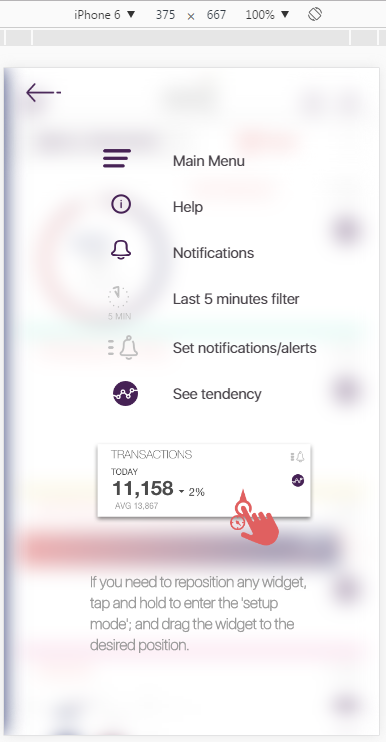 iPhone 6 ▼ 375 × 667 100% ▼
Main Menu
Help
Notifications
5 MIN
Last 5 minutes filter
Set notifications/alerts
See tendency
TRANSACTIONS
TODAY
11,158 2%
AVG 13,867
If you need to reposition any widget,
tap and hold to enter the 'setup
mode'; and drag the widget to the
desired position.